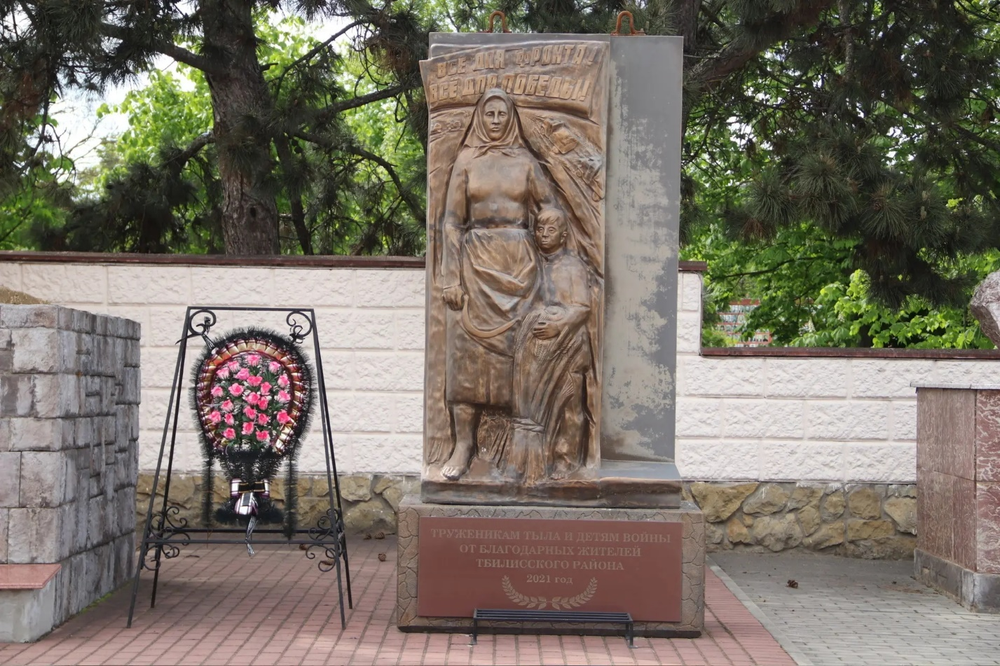 ВСЕ ДЛЯ ФРОНТА
ВСЕ ДЛЯ ПОБЕДЫ!
ТРУЖЕНИКАМ ТЫЛА И ДЕТЯМ ВОЙНЫ
ОТ БЛАГОДАРНЫХ ЖИТЕЛЕЙ
ТБИЛИССКОГО РАЙОНА
2021 год